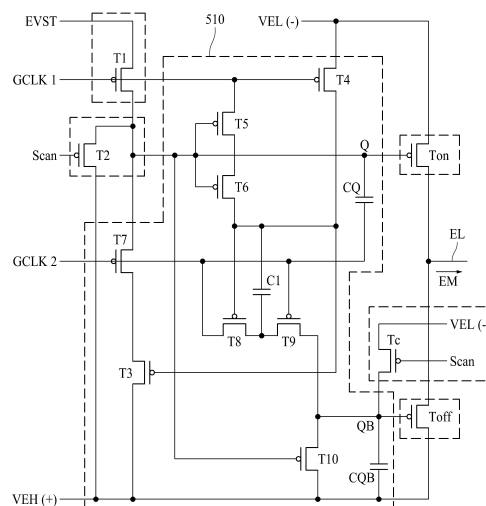 510
EVST
VEL (-)
T1
GCLK 1
T4
T5
Scan
T2
Q
Ton
T6
CQ
T7
EL
GCLK 2
C1
EM
T8
T9
VEL (-
Tc
T3
Scan
QB
Toff
T10
CQB
VEH (+)